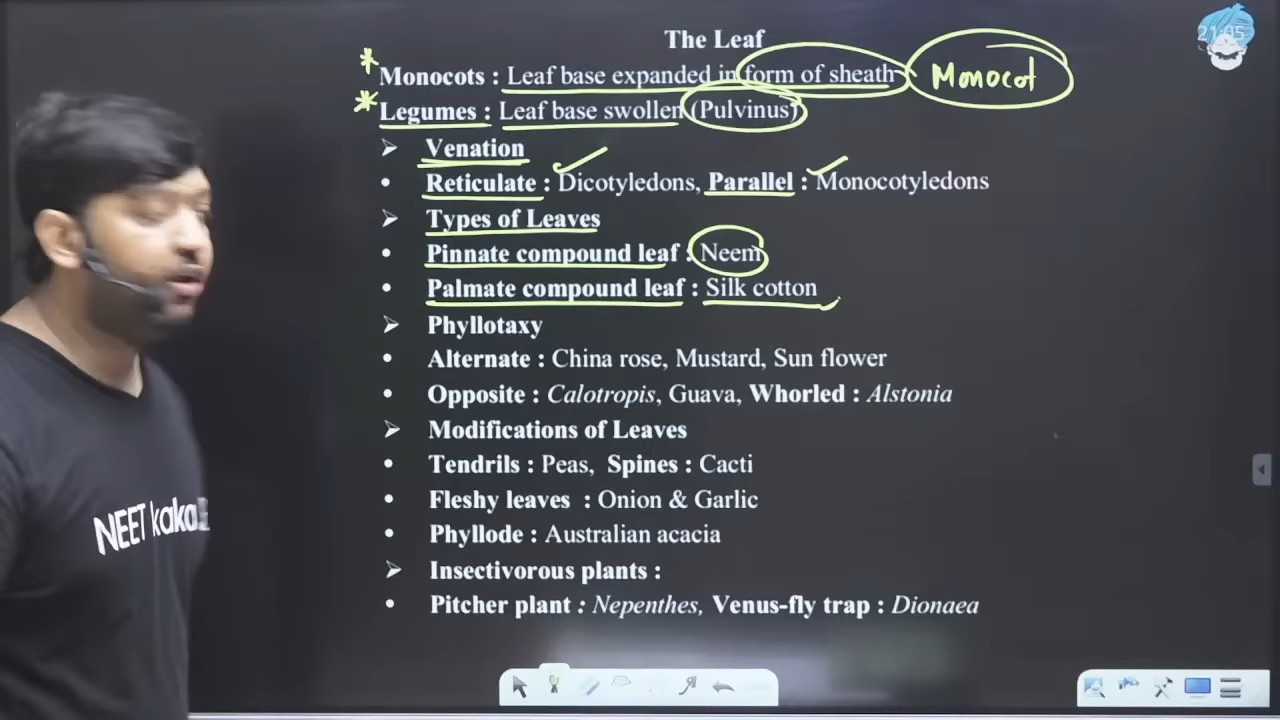 21:05
The Leaf
* Monocots : Leaf base expanded in form of sheath Monocot
* Legumes : Leaf base swollen (Pulvinus)
➢ Venation
• Reticulate : Dicotyledons, Parallel : Monocotyledons
➢ Types of Leaves
• Pinnate compound leaf : Neem
• Palmate compound leaf : Silk cotton
➢ Phyllotaxy
• Alternate : China rose, Mustard, Sun flower
• Opposite : Calotropis, Guava, Whorled : Alstonia
➢ Modifications of Leaves
• Tendrils : Peas, Spines : Cacti
• Fleshy leaves : Onion & Garlic
• Phyllode : Australian acacia
➢ Insectivorous plants :
• Pitcher plant : Nepenthes, Venus-fly trap : Dionaea
NEET kaka